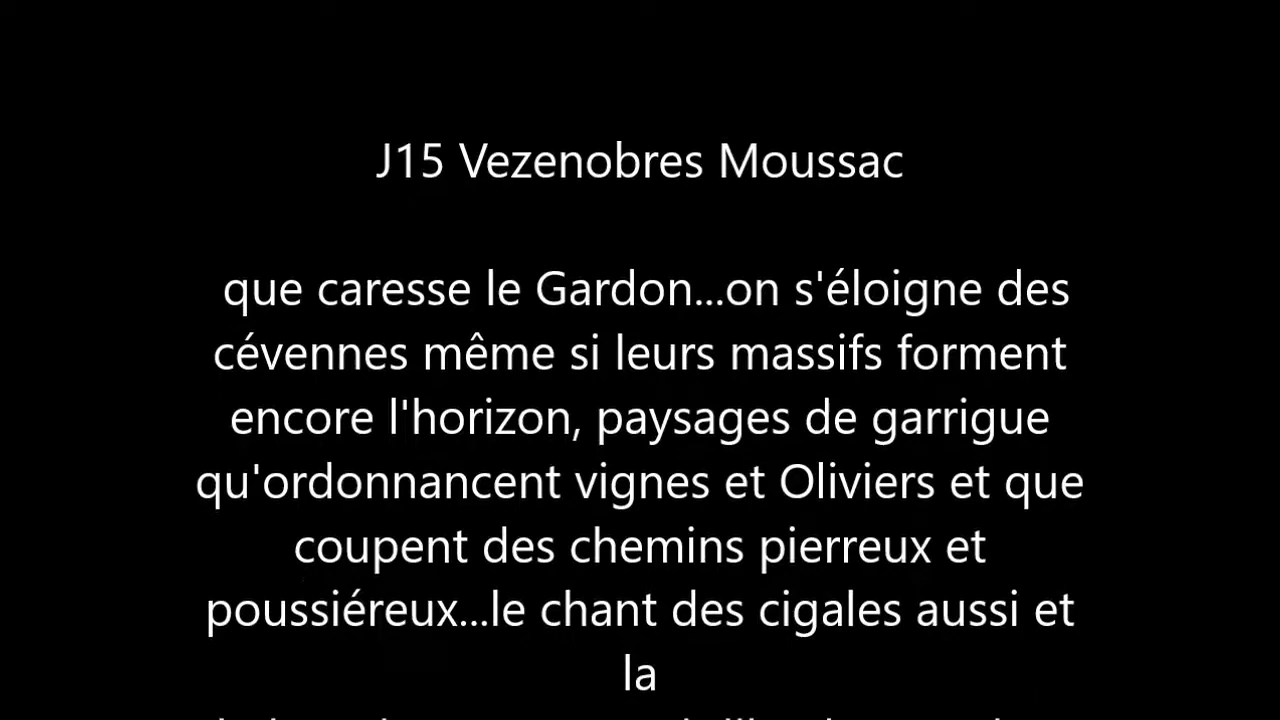 J15 Vezenobres Moussac
que caresse le Gardon...on s'éloigne des
cévennes même si leurs massifs forment
encore l'horizon, paysages de garrigue
qu'ordonnancent vignes et Oliviers et que
coupent des chemins pierreux et
poussiéreux...le chant des cigales aussi et
la